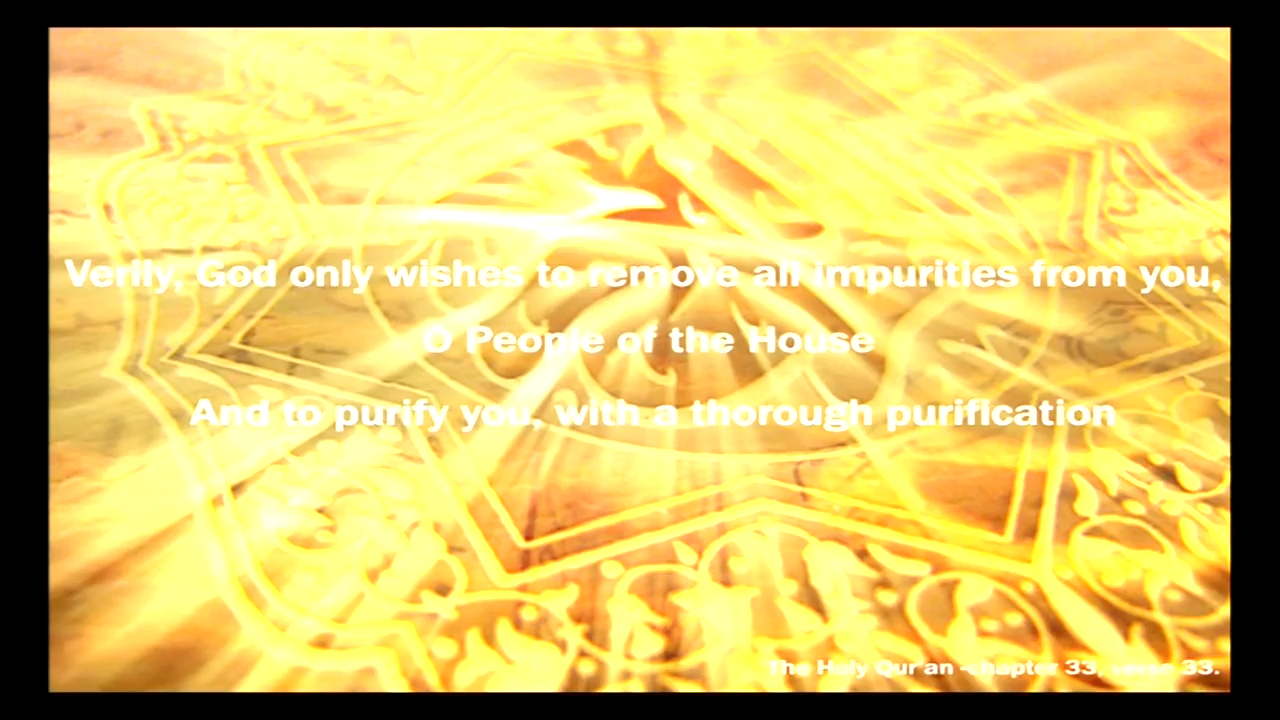 Verily, God only wishes to remove all impurities from you,
O People of the House
And to purify you, with a thorough purification
The Holy Qur an -chapter 33, verse 33.